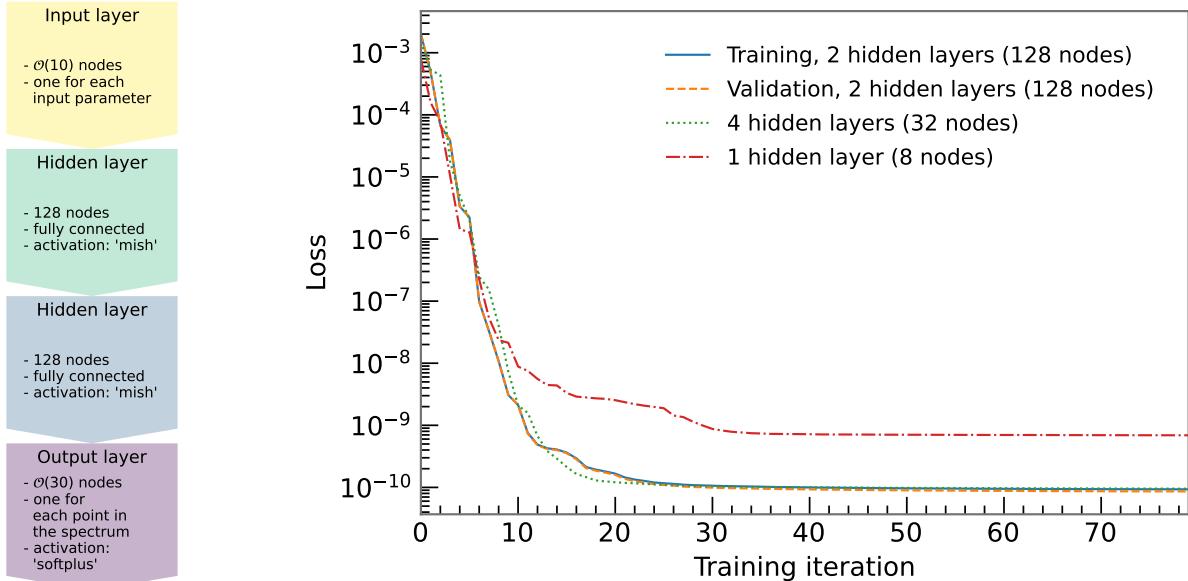 Input layer
- 𝒪(10) nodes
- one for each
input parameter
Hidden layer
- 128 nodes
- fully connected
- activation: 'mish'
Hidden layer
- 128 nodes
- fully connected
- activation: 'mish'
Output layer
- 𝒪(30) nodes
- one for
each point in
the spectrum
- activation:
'softplus'
Loss
10⁻³
10⁻⁴
10⁻⁵
10⁻⁶
10⁻⁷
10⁻⁸
10⁻⁹
10⁻¹⁰
Training, 2 hidden layers (128 nodes)
Validation, 2 hidden layers (128 nodes)
4 hidden layers (32 nodes)
1 hidden layer (8 nodes)
0 10 20 30 40 50 60 70
Training iteration